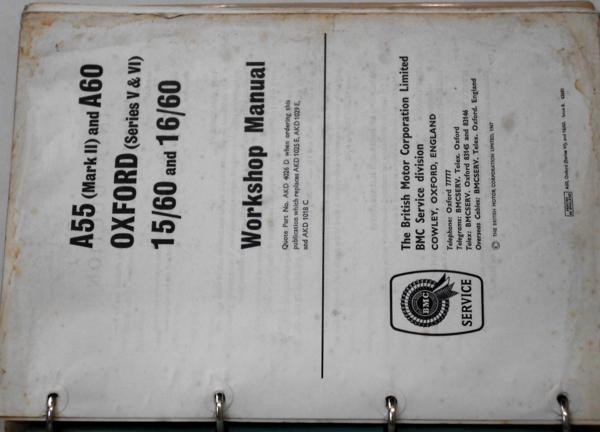 A55 (Mark II) and A60
OXFORD (Series V & VI)
15/60 and 16/60
Workshop Manual
Quote Part No. AKD 4026 D when ordering this
publication which replaces AKD 1025 E, AKD 1029 E,
and AKD 1018 C
BMC
SERVICE
The British Motor Corporation Limited
BMC Service division
COWLEY, OXFORD, ENGLAND
Telephone: Oxford 77777
Telegrams: BMCSERV. Telex. Oxford
Telex: BMCSERV. Oxford 83145 and 83146
Overseas Cables: BMCSERV. Telex. Oxford. England
© THE BRITISH MOTOR CORPORATION LIMITED, 1967